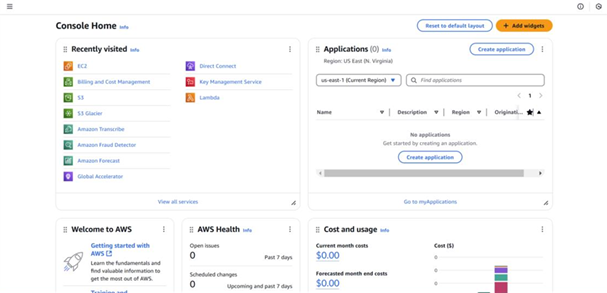 Console Home Info
Reset to default layout
+ Add widgets
Recently visited Info
EC2
Billing and Cost Management
S3
S3 Glacier
Amazon Transcribe
Amazon Fraud Detector
Amazon Forecast
Global Accelerator
Direct Connect
Key Management Service
Lambda
View all services
Applications (0) Info
Create application
Region: US East (N. Virginia)
us-east-1 (Current Region)
Find applications
1
Name Description Region Originati...
No applications
Get started by creating an application.
Create application
Go to myApplications
Welcome to AWS
Getting started with
AWS
Learn the fundamentals and
find valuable information to
get the most out of AWS.
Training and
AWS Health Info
Open issues
0 Past 7 days
Scheduled changes
0 Upcoming and past 7 days
Cost and usage Info
Current month costs
$0.00
Forecasted month end costs
$0.00
Cost ($)
0
0
0